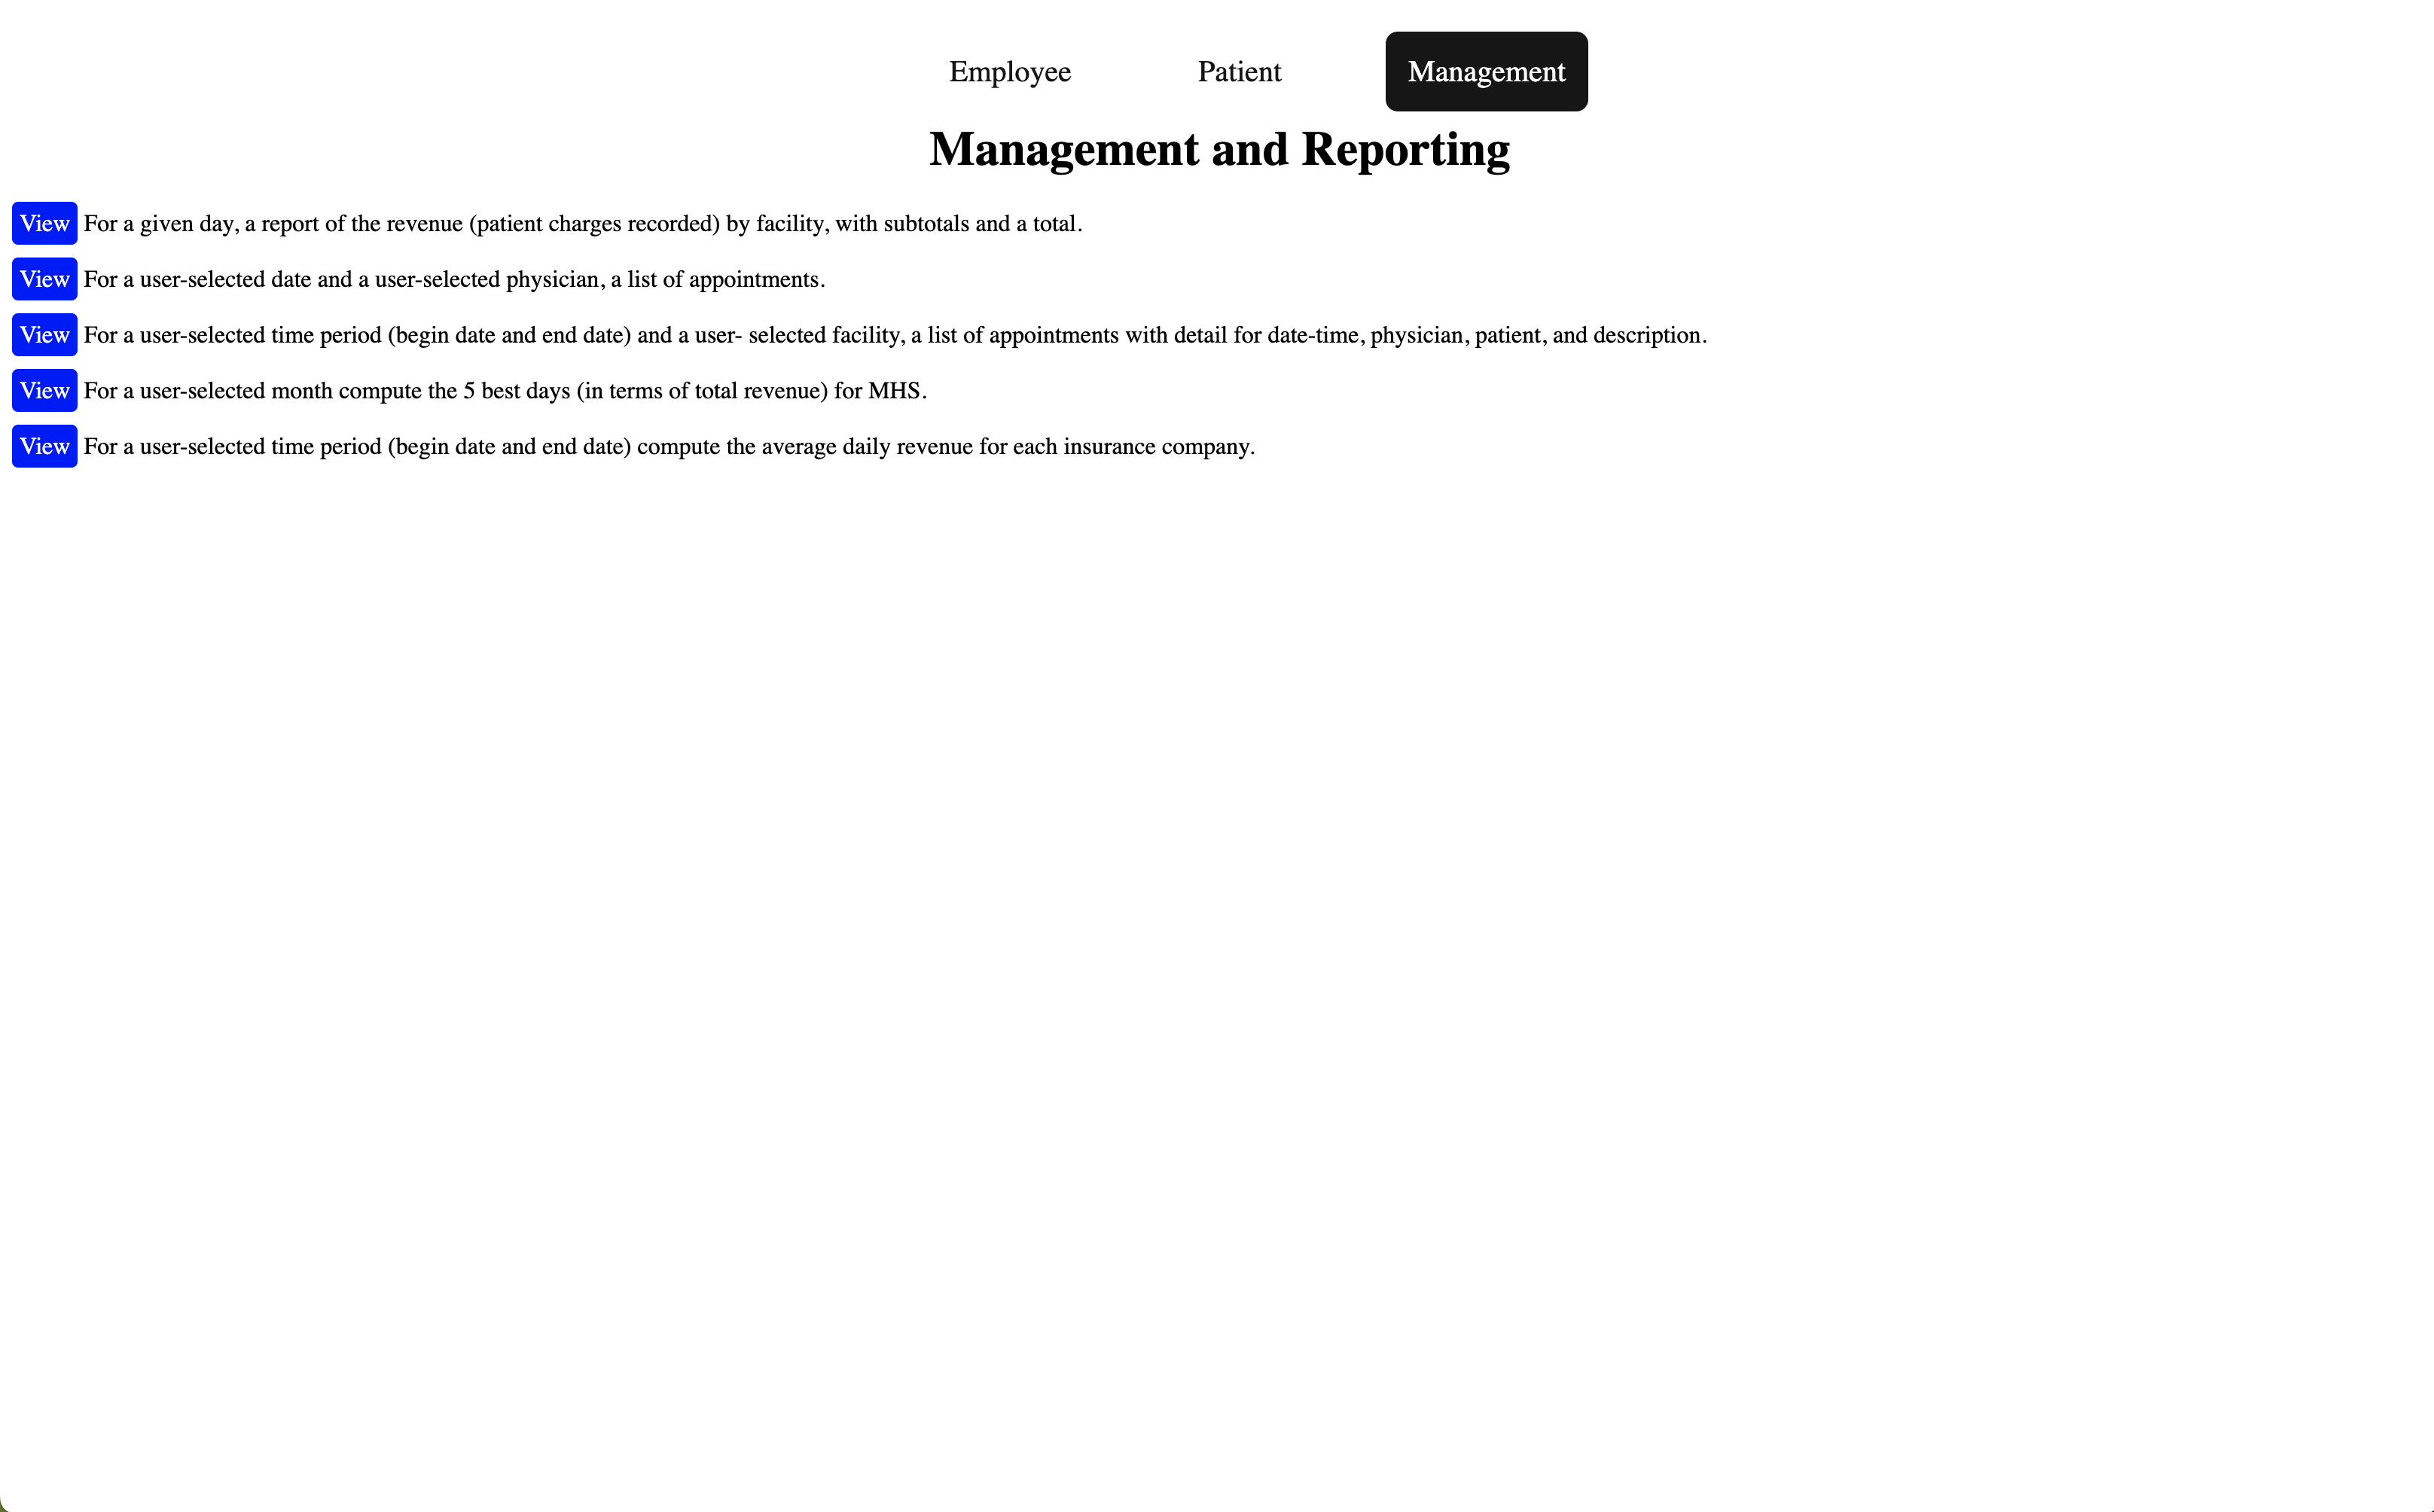 Employee Patient Management
Management and Reporting
View For a given day, a report of the revenue (patient charges recorded) by facility, with subtotals and a total.
View For a user-selected date and a user-selected physician, a list of appointments.
View For a user-selected time period (begin date and end date) and a user- selected facility, a list of appointments with detail for date-time, physician, patient, and description.
View For a user-selected month compute the 5 best days (in terms of total revenue) for MHS.
View For a user-selected time period (begin date and end date) compute the average daily revenue for each insurance company.